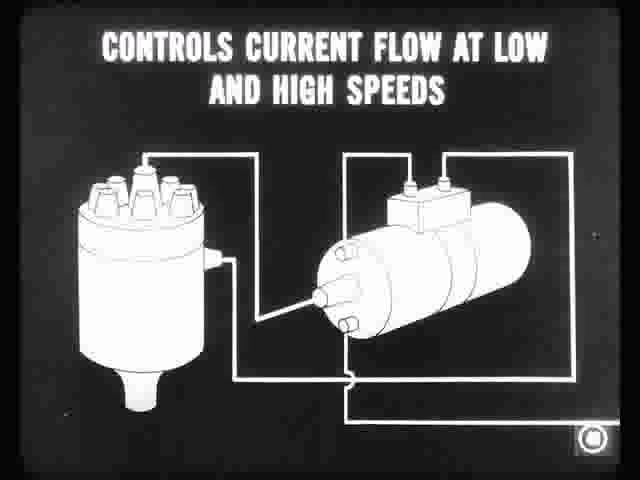 CONTROLS CURRENT FLOW AT LOW
AND HIGH SPEEDS